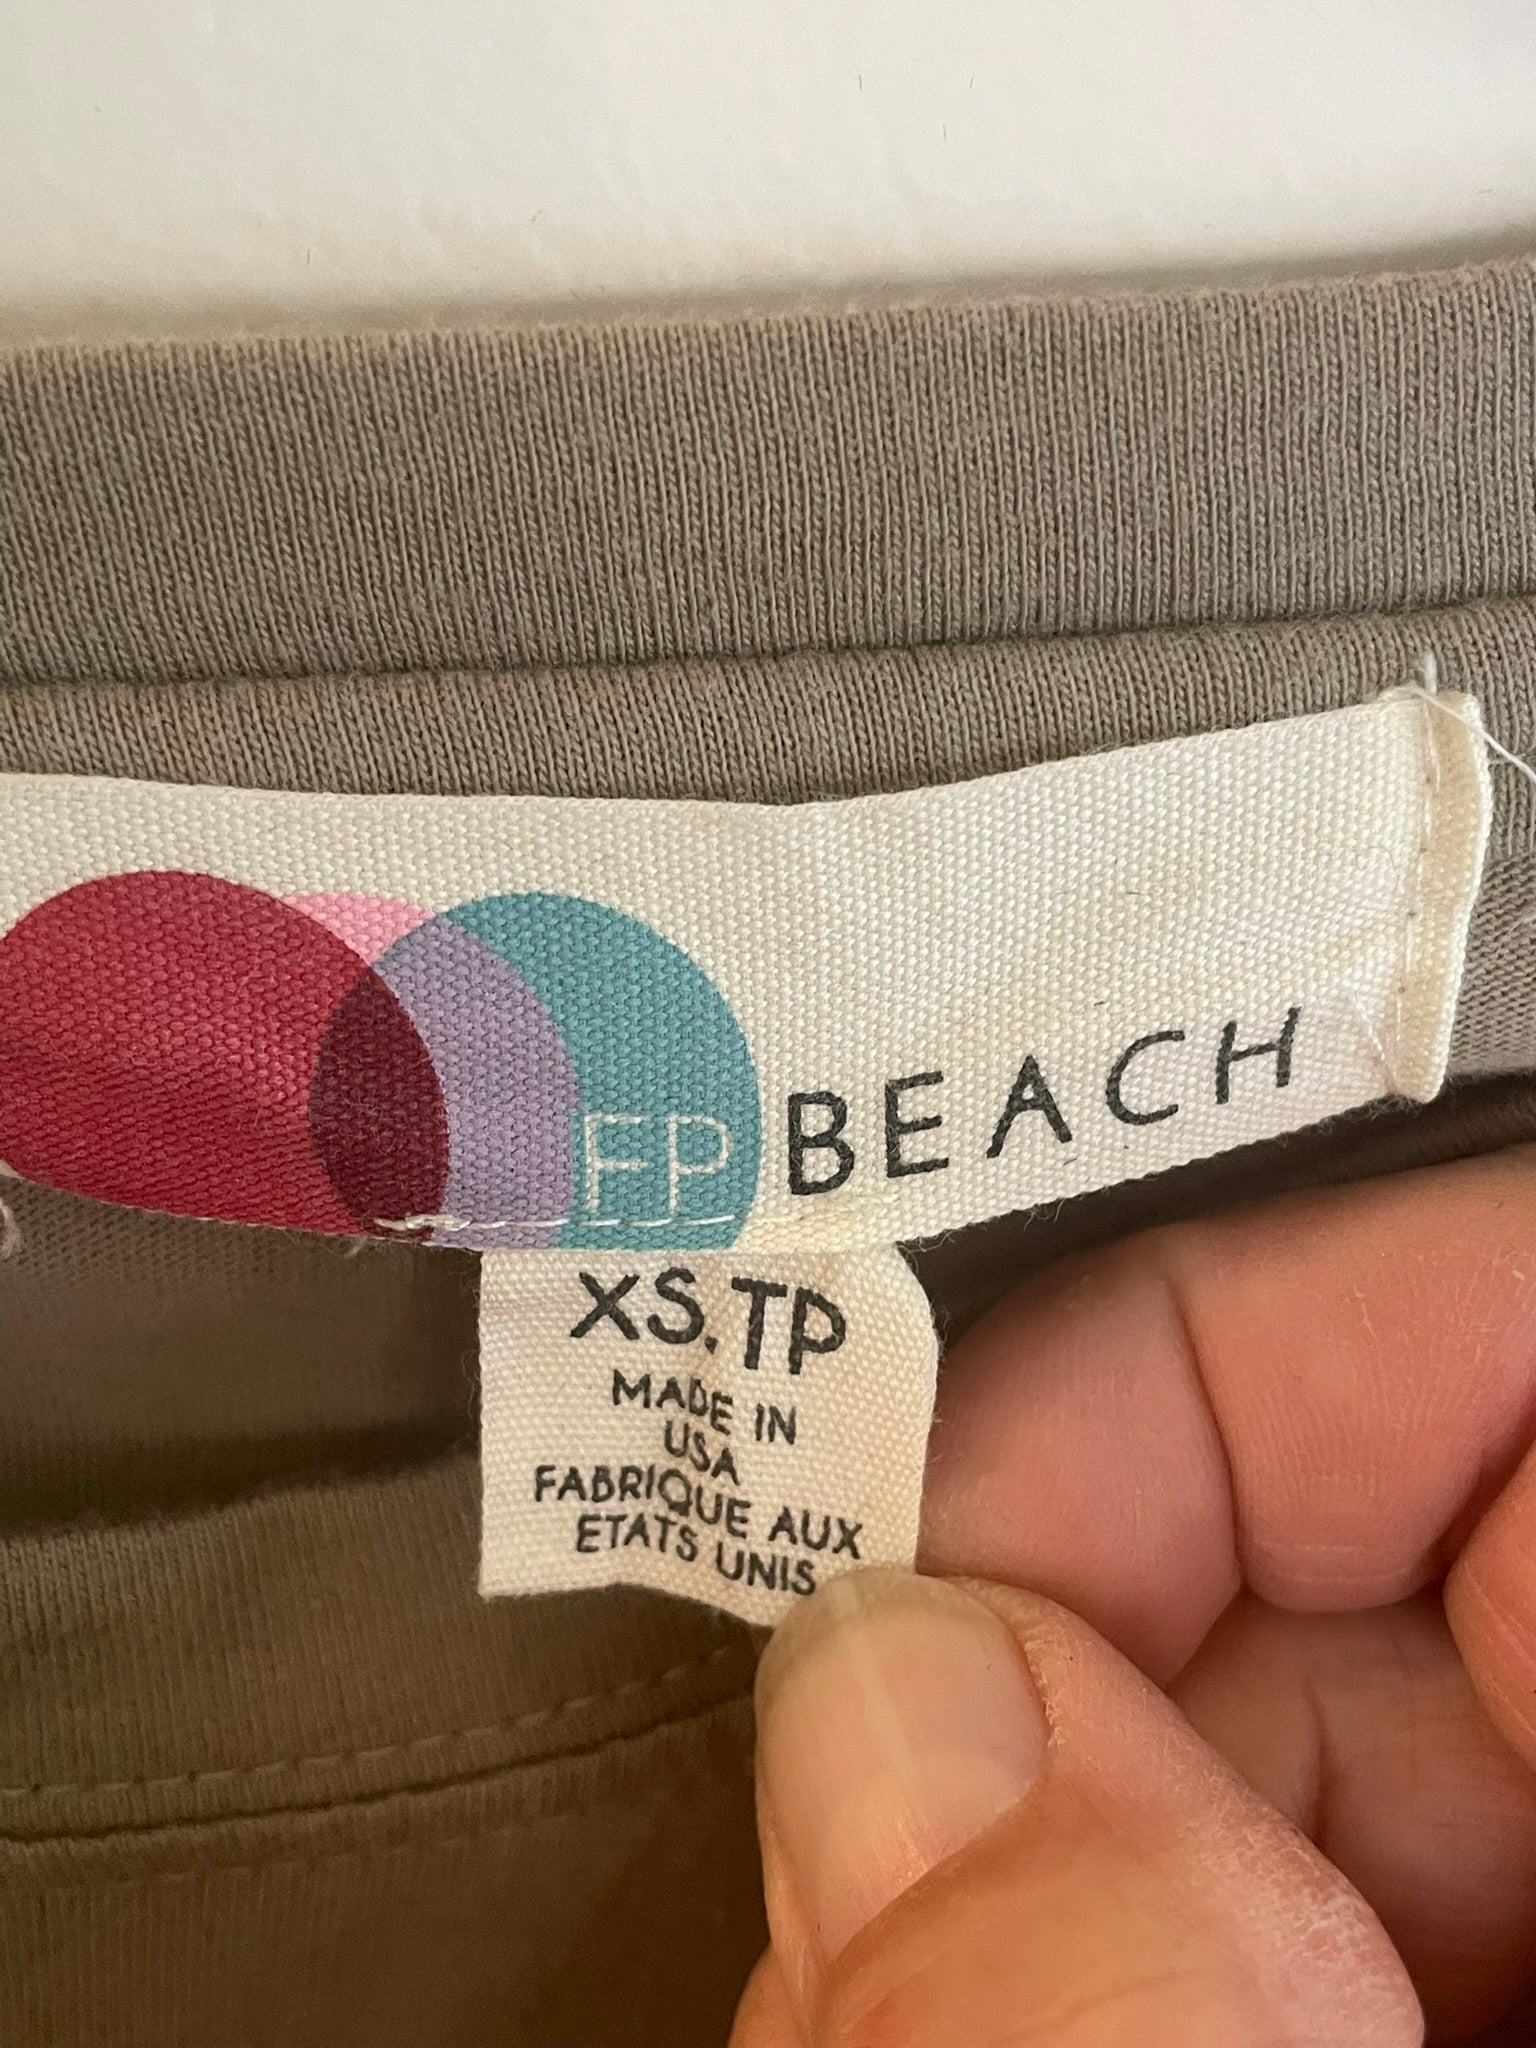 FP BEACH
XS.TP
MADE IN
USA
FABRIQUE AUX
ETATS UNIS